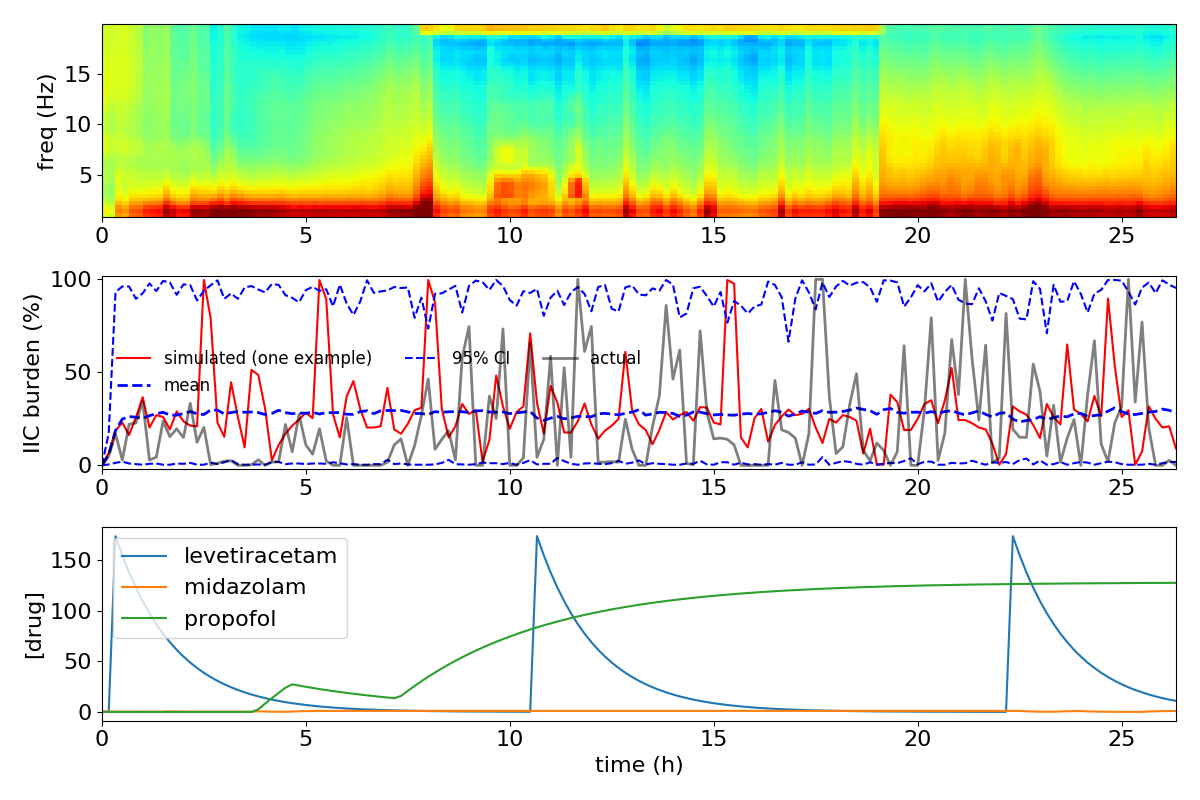 freq (Hz)
15
10
5
0 5 10 15 20 25
IIC burden (%)
100
50
0
simulated (one example) 95% CI actual
mean
0 5 10 15 20 25
[drug]
150
100
50
0
levetiracetam
midazolam
propofol
0 5 10 15 20 25
time (h)